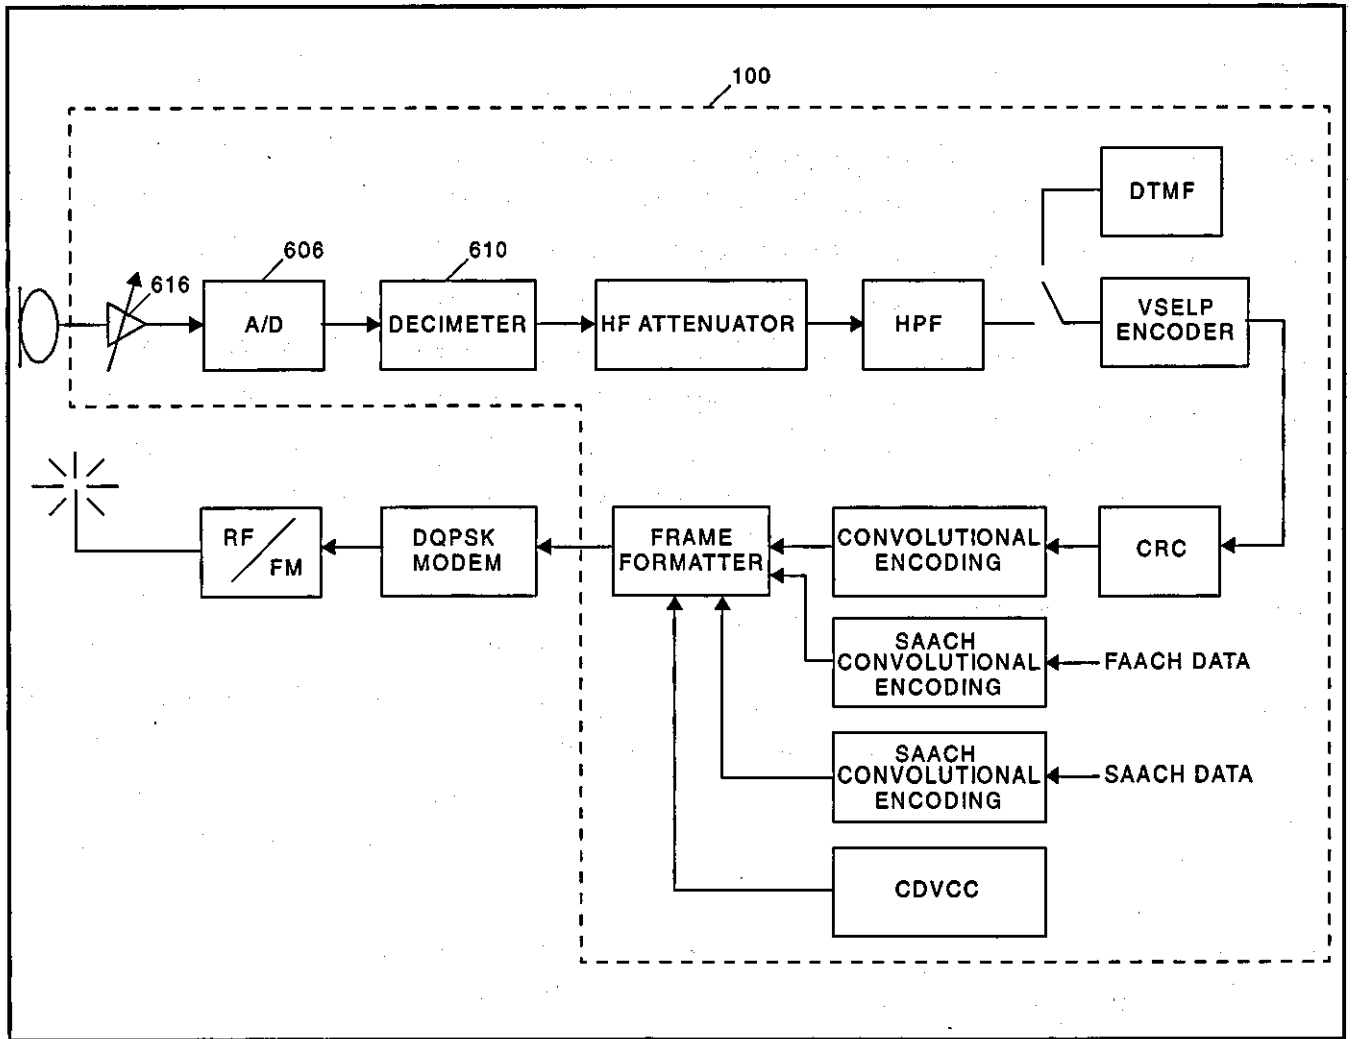 100
DTMF
606
610
616
A/D
DECIMETER
HF ATTENUATOR
HPF
VSELP
ENCODER
RF
/
FM
DQPSK
MODEM
FRAME
FORMATTER
CONVOLUTIONAL
ENCODING
CRC
SAACH
CONVOLUTIONAL
ENCODING
FAACH DATA
SAACH
CONVOLUTIONAL
ENCODING
SAACH DATA
CDVCC